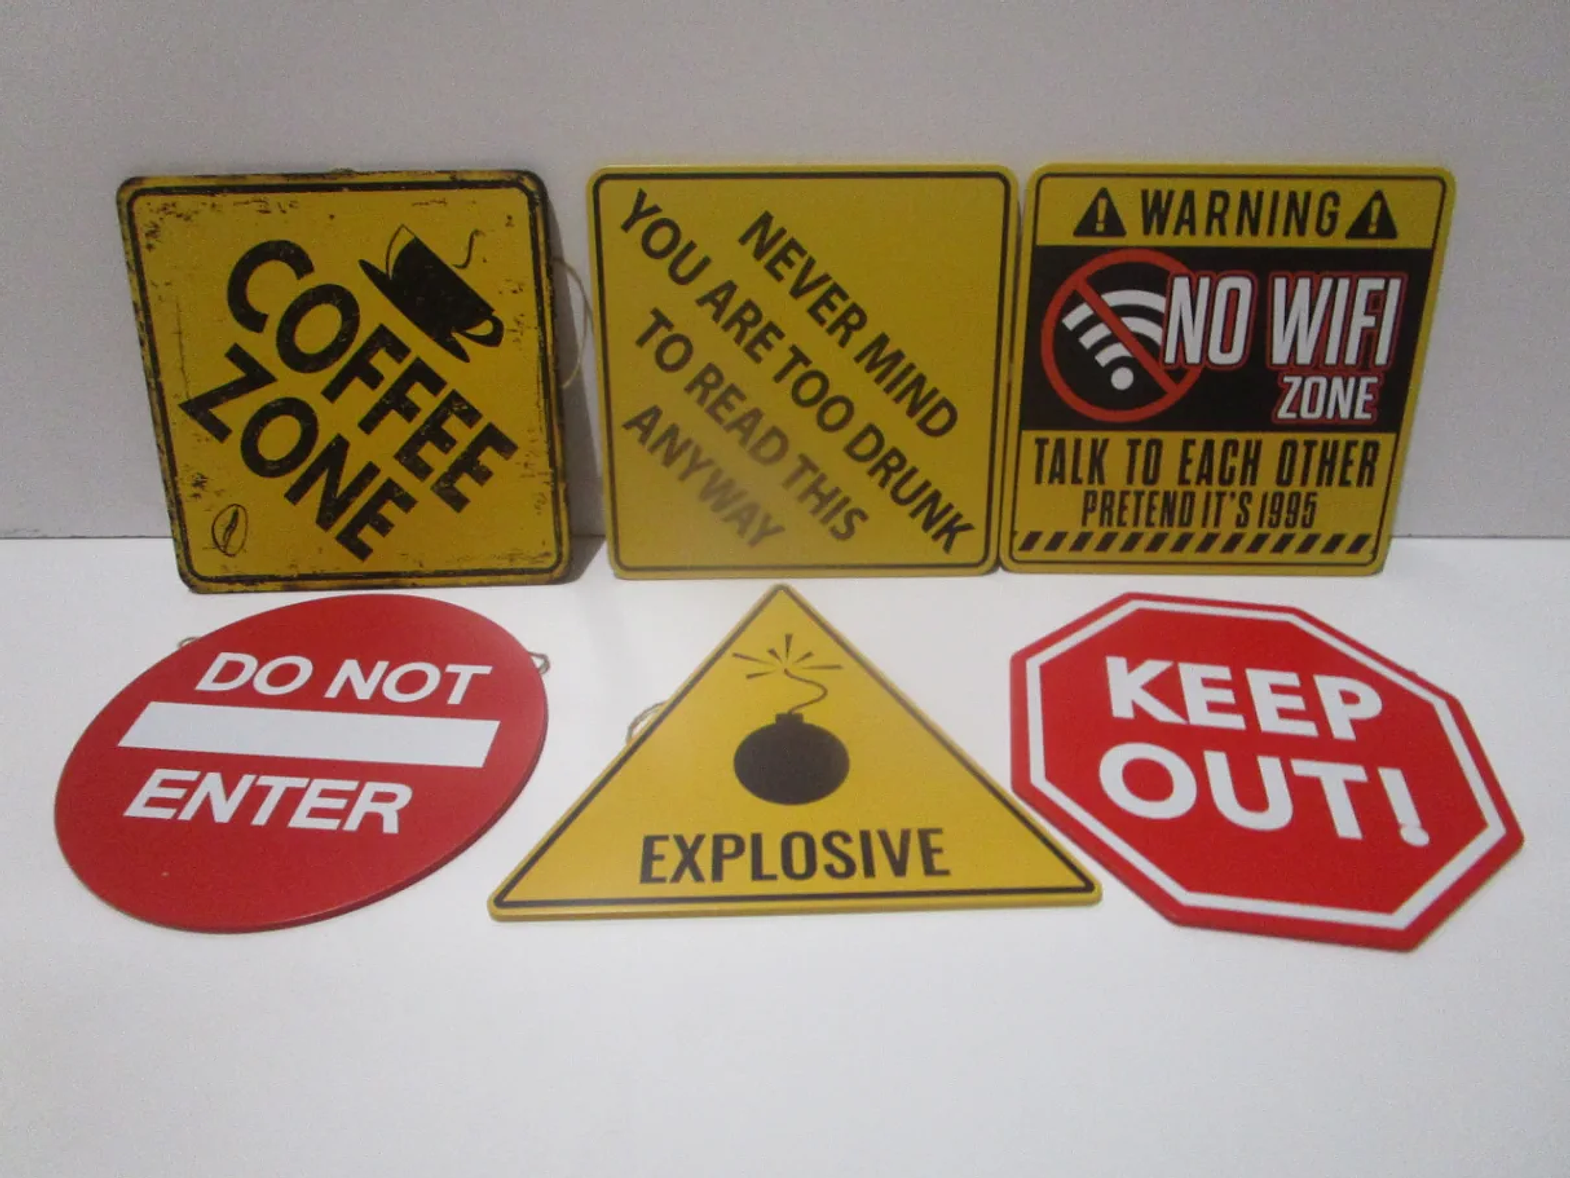 COFFEE
ZONE
NEVER MIND
YOU ARE TOO DRUNK
TO READ THIS
ANYWAY
WARNING
NO WIFI
ZONE
TALK TO EACH OTHER
PRETEND IT'S 1995
DO NOT
ENTER
EXPLOSIVE
KEEP
OUT!